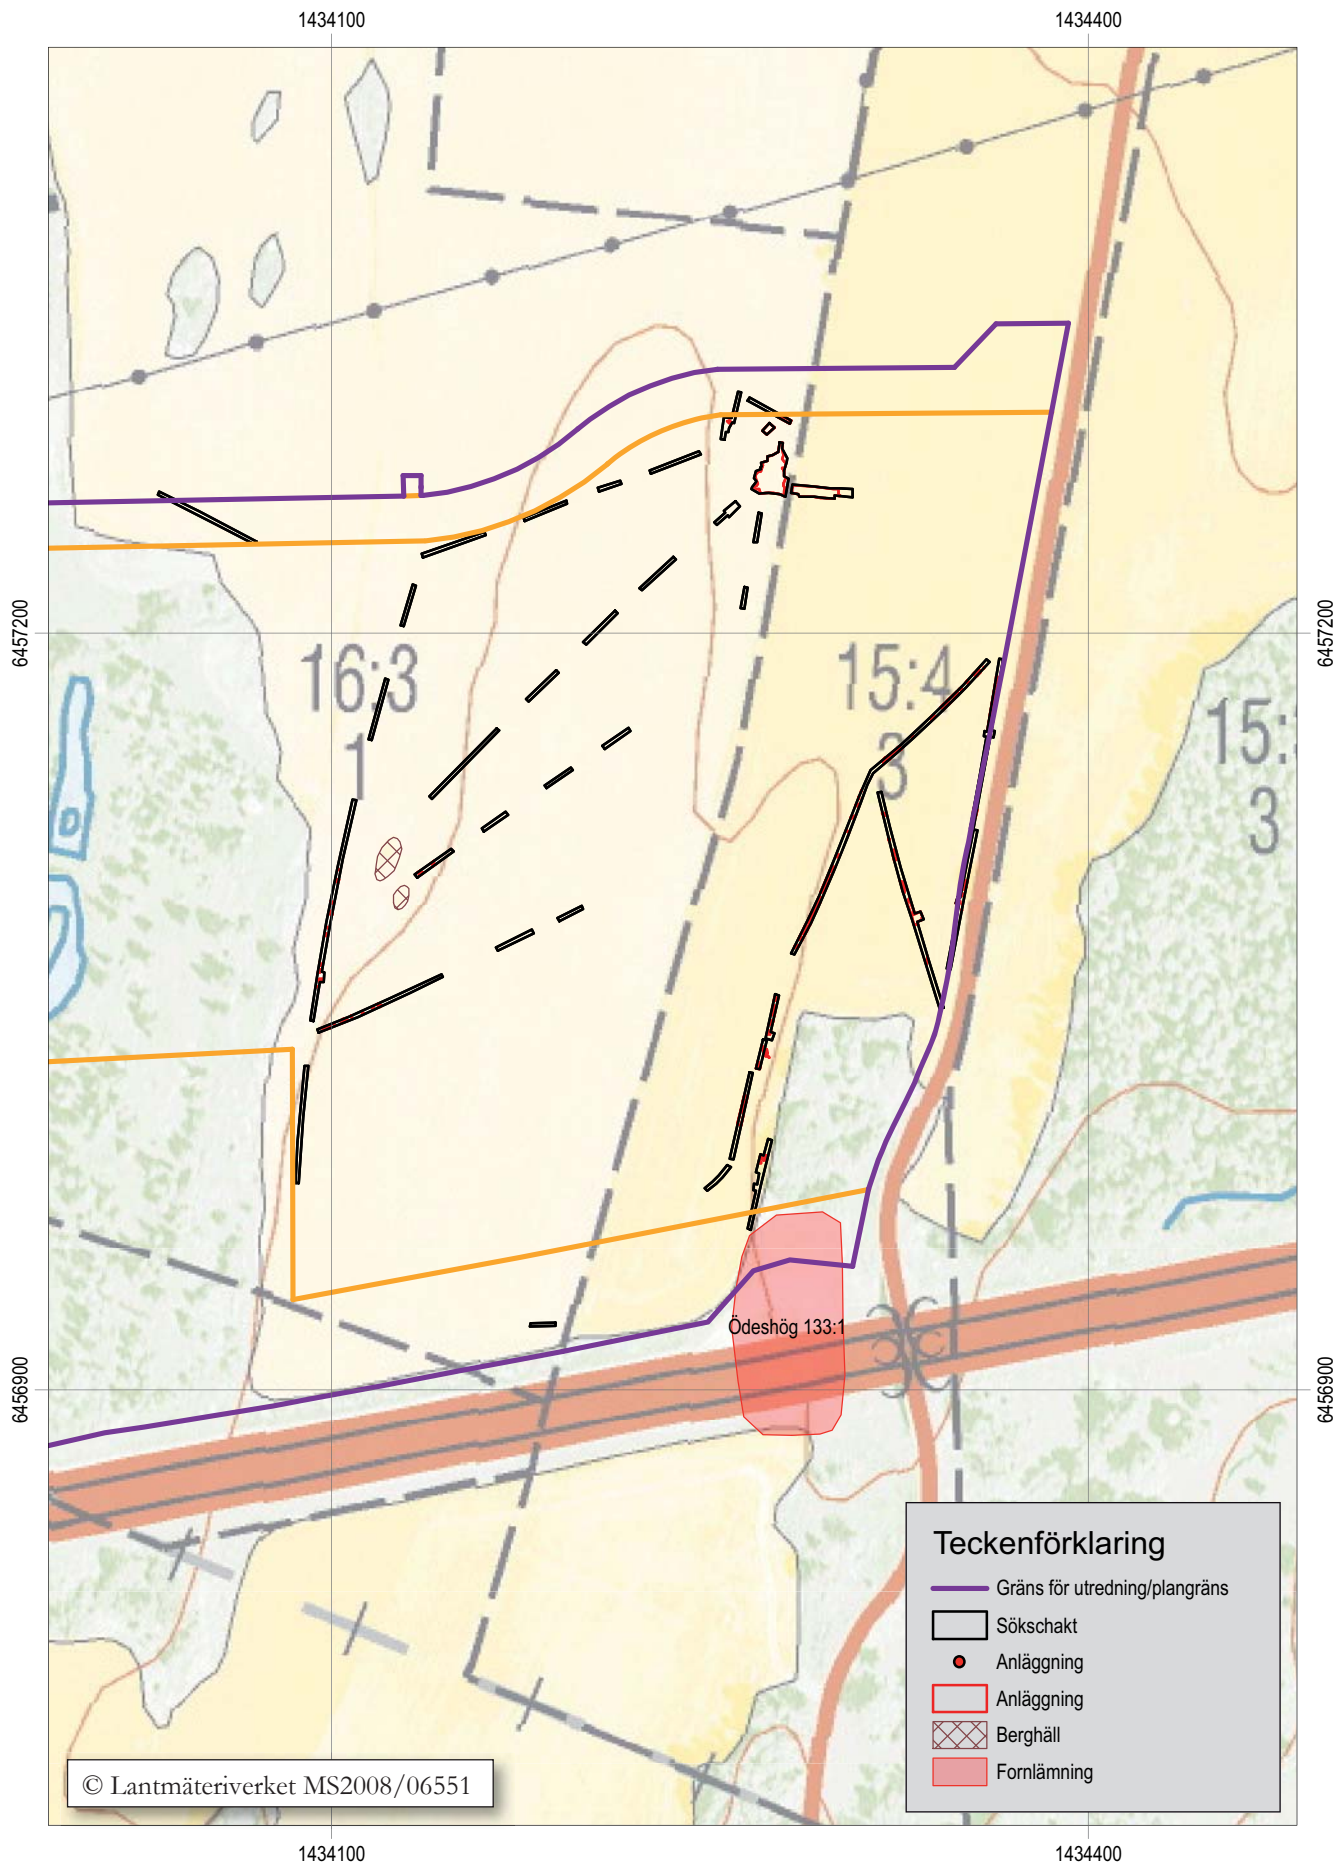 1434100
1434400
6457200
6457200
16:3
1
15:4
3
15:
3
Ödeshög 133:1
6456900
6456900
Teckenförklaring
Gräns för utredning/plangräns
Sökschakt
Anläggning
Anläggning
Berghäll
Fornlämning
© Lantmäteriverket MS2008/06551
1434100
1434400